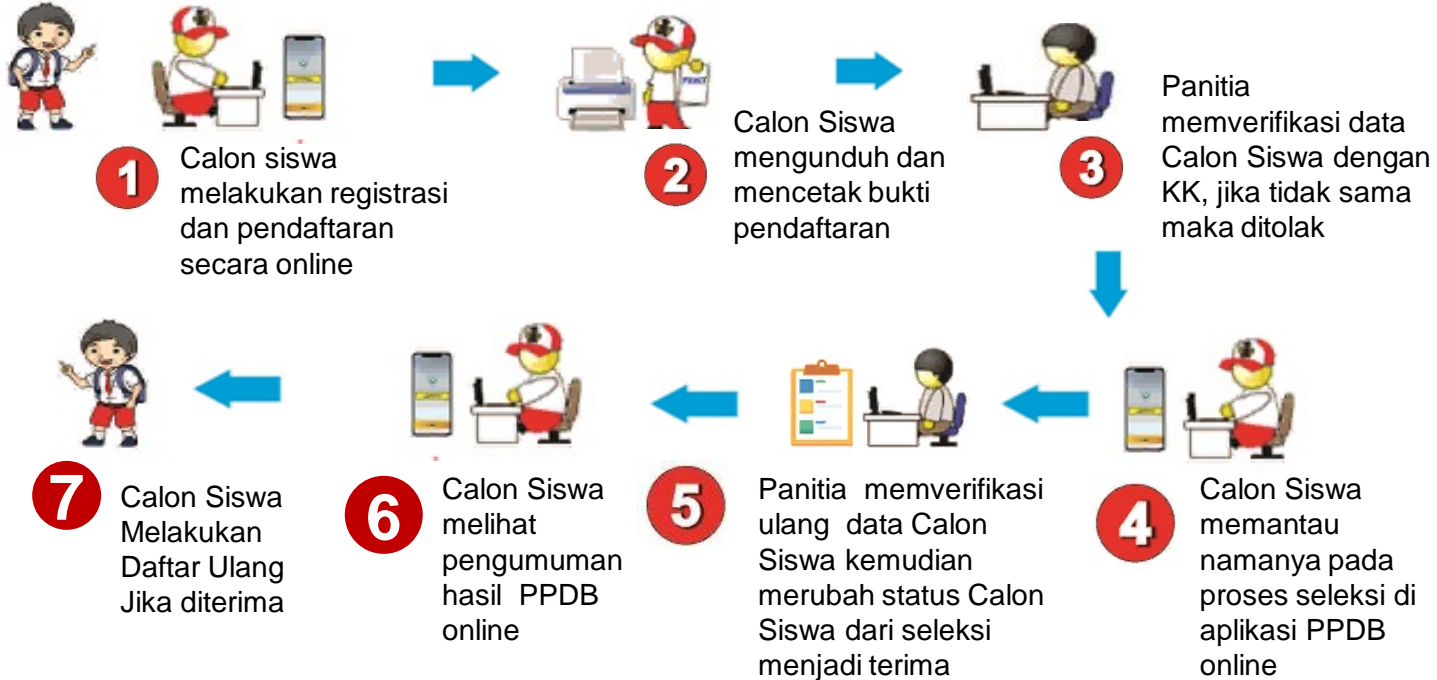 PRINT
1
Calon siswa
melakukan registrasi
dan pendaftaran
secara online
2
Calon Siswa
mengunduh dan
mencetak bukti
pendaftaran
3
Panitia
memverifikasi data
Calon Siswa dengan
KK, jika tidak sama
maka ditolak
4
Calon Siswa
memantau
namanya pada
proses seleksi di
aplikasi PPDB
online
5
Panitia memverifikasi
ulang data Calon
Siswa kemudian
merubah status Calon
Siswa dari seleksi
menjadi terima
6
Calon Siswa
melihat
pengumuman
hasil PPDB
online
7
Calon Siswa
Melakukan
Daftar Ulang
Jika diterima